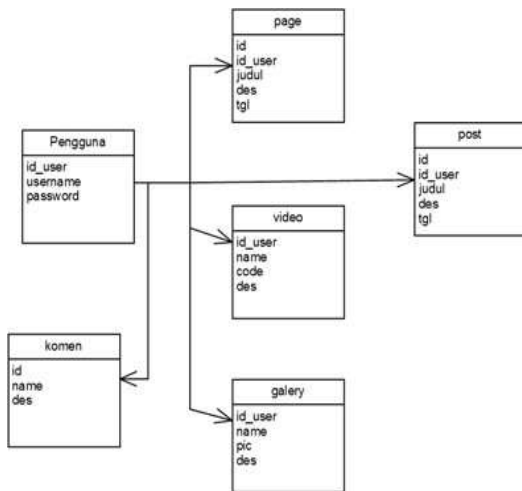 page
id
id_user
judul
des
tgl
Pengguna
id_user
username
password
post
id
id_user
judul
des
tgl
video
id_user
name
code
des
komen
id
name
des
galery
id_user
name
pic
des